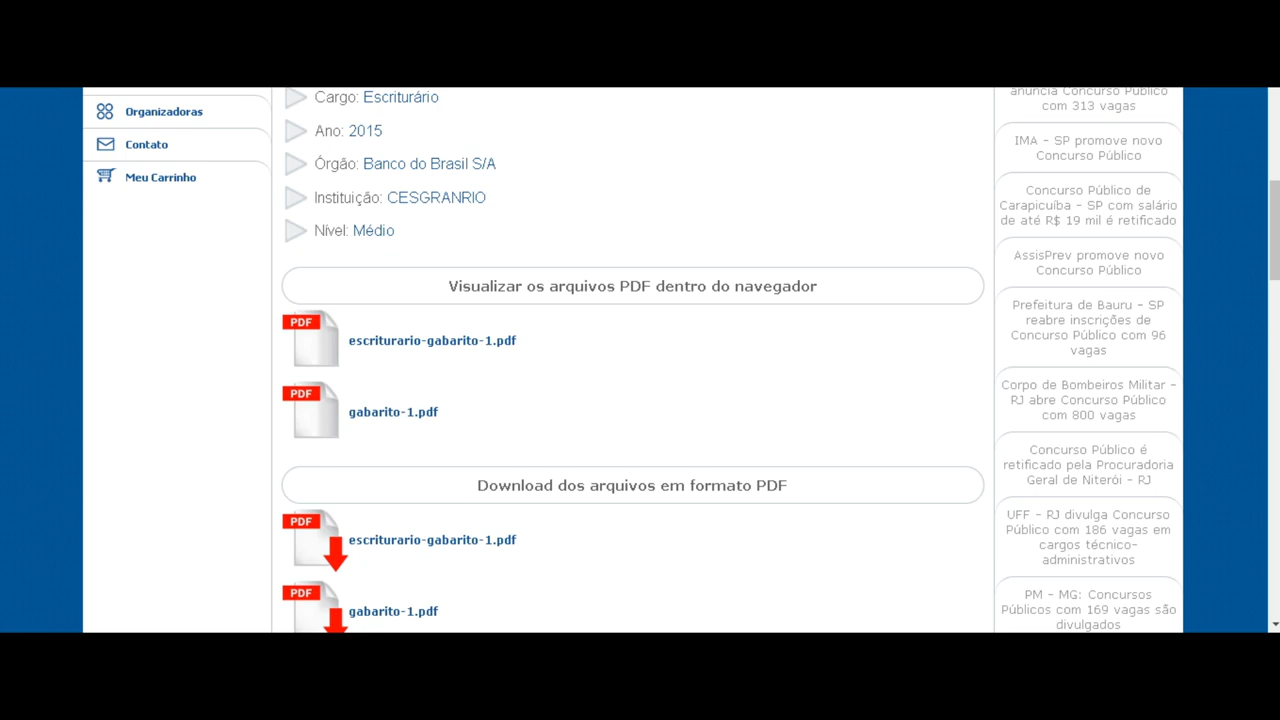 Organizadoras
Contato
Meu Carrinho
Cargo: Escriturário
Ano: 2015
Órgão: Banco do Brasil S/A
Instituição: CESGRANRIO
Nível: Médio
Visualizar os arquivos PDF dentro do navegador
PDF
escriturario-gabarito-1.pdf
PDF
gabarito-1.pdf
Download dos arquivos em formato PDF
PDF
escriturario-gabarito-1.pdf
PDF
gabarito-1.pdf
anuncia Concurso Público
com 313 vagas
IMA - SP promove novo
Concurso Público
Concurso Público de
Carapicuíba - SP com salário
de até R$ 19 mil é retificado
AssisPrev promove novo
Concurso Público
Prefeitura de Bauru - SP
reabre inscrições de
Concurso Público com 96
vagas
Corpo de Bombeiros Militar -
RJ abre Concurso Público
com 800 vagas
Concurso Público é
retificado pela Procuradoria
Geral de Niterói - RJ
UFF - RJ divulga Concurso
Público com 186 vagas em
cargos técnico-
administrativos
PM - MG: Concursos
Públicos com 169 vagas são
divulgados